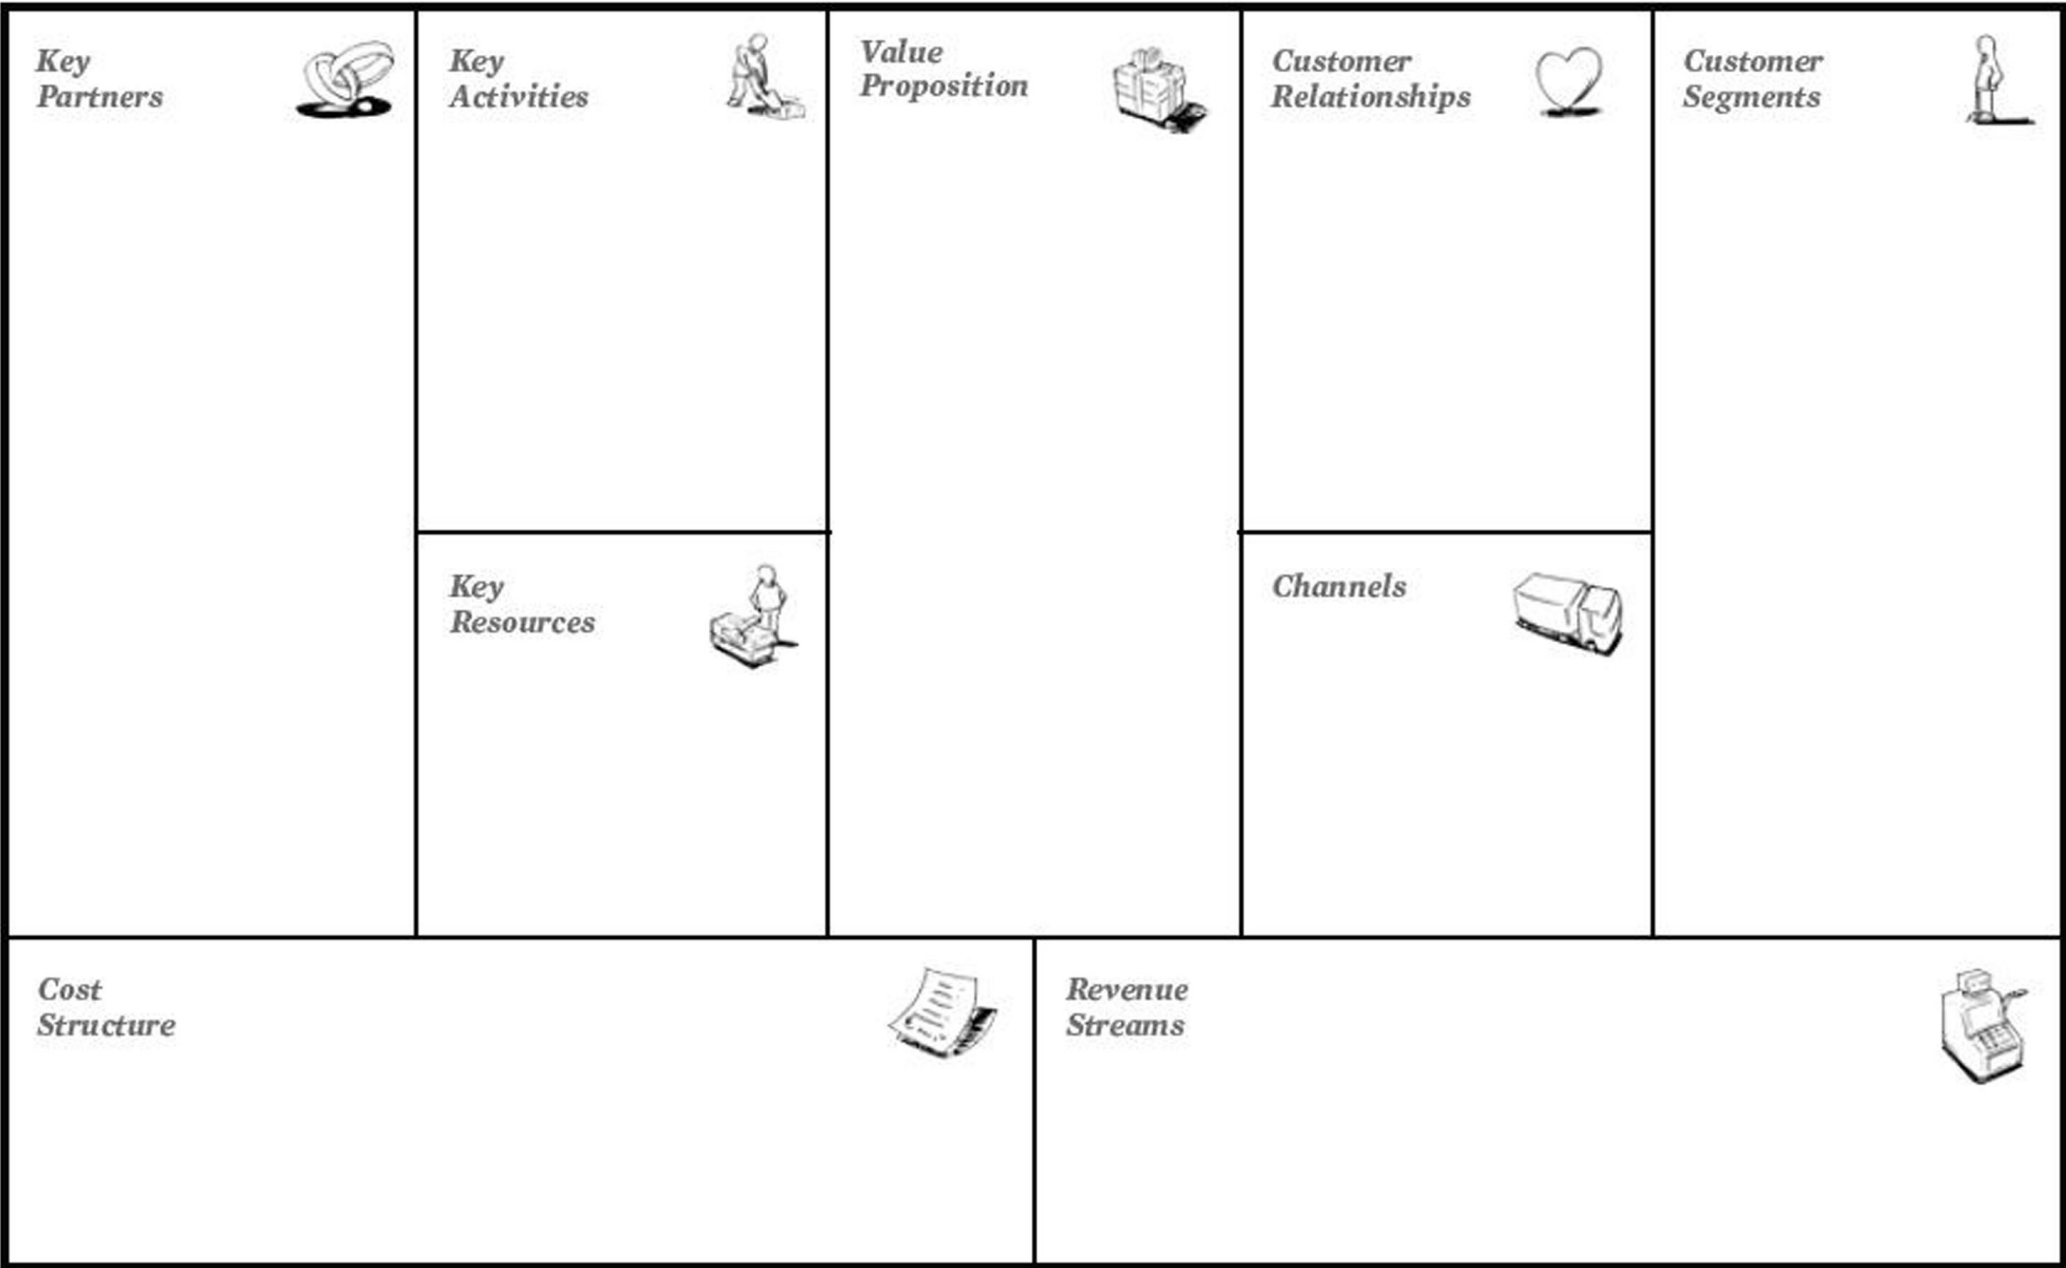 Key
Partners
Key
Activities
Value
Proposition
Customer
Relationships
Customer
Segments
Key
Resources
Channels
Cost
Structure
Revenue
Streams